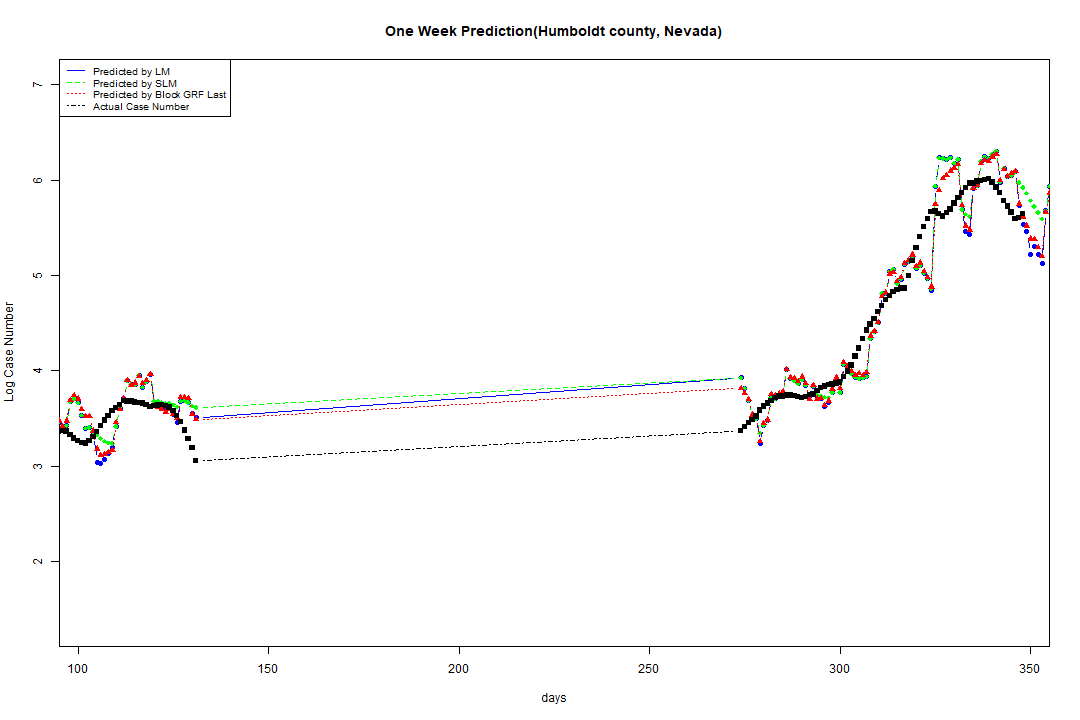 One Week Prediction(Humboldt county, Nevada)
Predicted by LM
Predicted by SLM
Predicted by Block GRF Last
Actual Case Number
7
6
5
4
3
2
Log Case Number
100 150 200 250 300 350
days